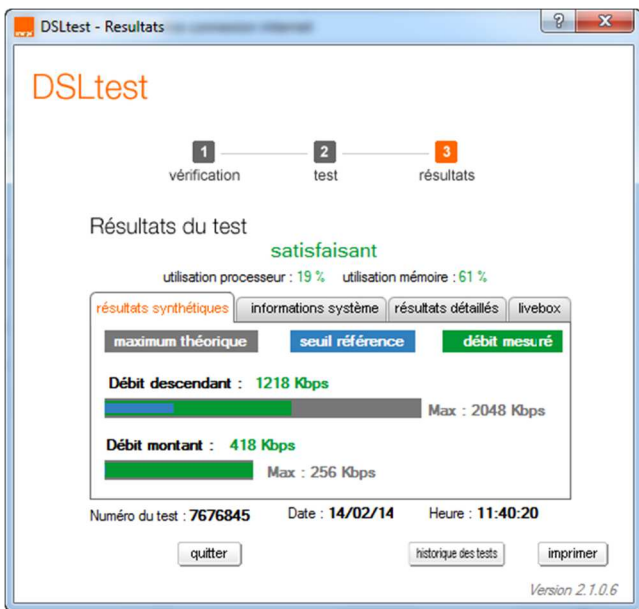 DSLtest - Resultats
DSLtest
1 2 3
vérification test résultats
Résultats du test
satisfaisant
utilisation processeur : 19 % utilisation mémoire : 61 %
résultats synthétiques informations système résultats détaillés livebox
maximum théorique seuil référence débit mesuré
Débit descendant : 1218 Kbps
Max : 2048 Kbps
Débit montant : 418 Kbps
Max : 256 Kbps
Numéro du test : 7676845 Date : 14/02/14 Heure : 11:40:20
quitter historique des tests imprimer
Version 2.1.0.6